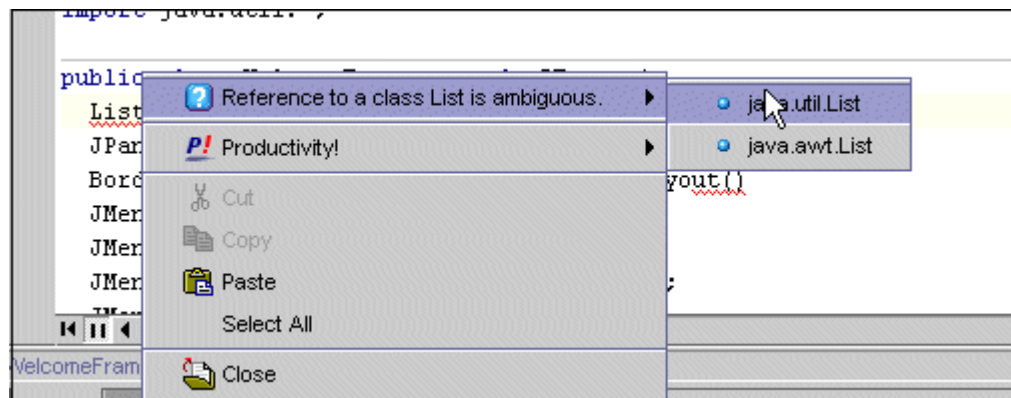 import java.util.*;
public
Reference to a class List is ambiguous.
java.util.List
List
JPan
Productivity!
java.awt.List
Bord
yout()
Cut
JMen
JMen
Copy
JMen
Paste
;
Select All
WelcomeFram
Close